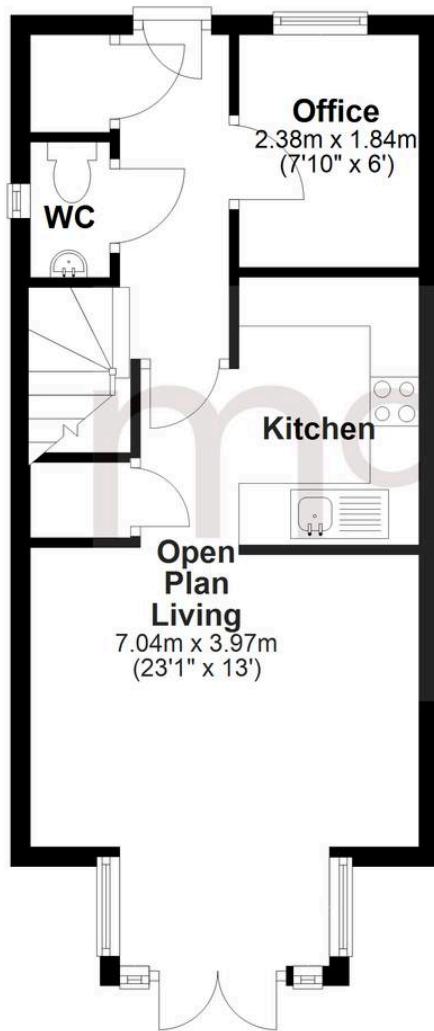 Office
2.38m x 1.84m
(7'10" x 6')
WC
Kitchen
Open
Plan
Living
7.04m x 3.97m
(23'1" x 13')